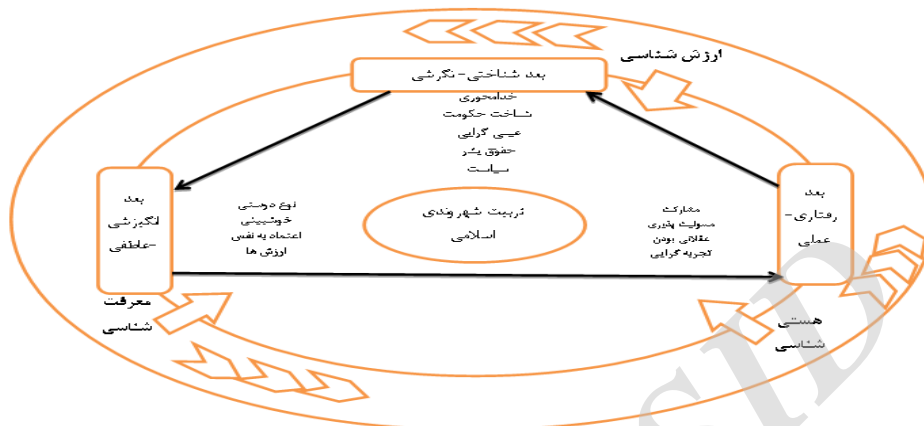 ارزش شناسی
بعد شناختی-نگرشی
خدامحوری
شناخت حکومت
عینی گرایی
حقوق بشر
سیاست
بعد
رفتاری-
عملی
مشارکت
مسولیت پذیری
عقلانی بودن
تجربه گرایی
تربیت شهروندی
اسلامی
نوع دوستی
خوشبینی
اعتماد به نفس
ارزش ها
بعد
انگیزشی
-عاطفی
هستی
شناسی
معرفت
شناسی
SID